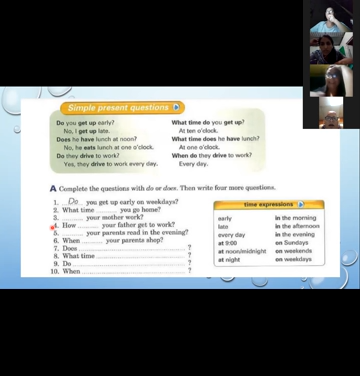 Simple present questions
Do you get up early?
No, I get up late.
Does he have lunch at noon?
No, he eats lunch at one o'clock.
Do they drive to work?
Yes, they drive to work every day.
What time do you get up?
At ten o'clock.
What time does he have lunch?
At one o'clock.
When do they drive to work?
Every day.
A Complete the questions with do or does. Then write four more questions.
1. Do you get up early on weekdays?
2. What time ........ you go home?
3. ........ your mother work?
4. How ........ your father get to work?
5. ........ your parents read in the evening?
6. When ........ your parents shop?
7. Does ........ ?
8. What time ........ ?
9. Do ........ ?
10. When ........ ?
time expressions
early in the morning
late in the afternoon
every day in the evening
at 9:00 on Sundays
at noon/midnight on weekends
at night on weekdays